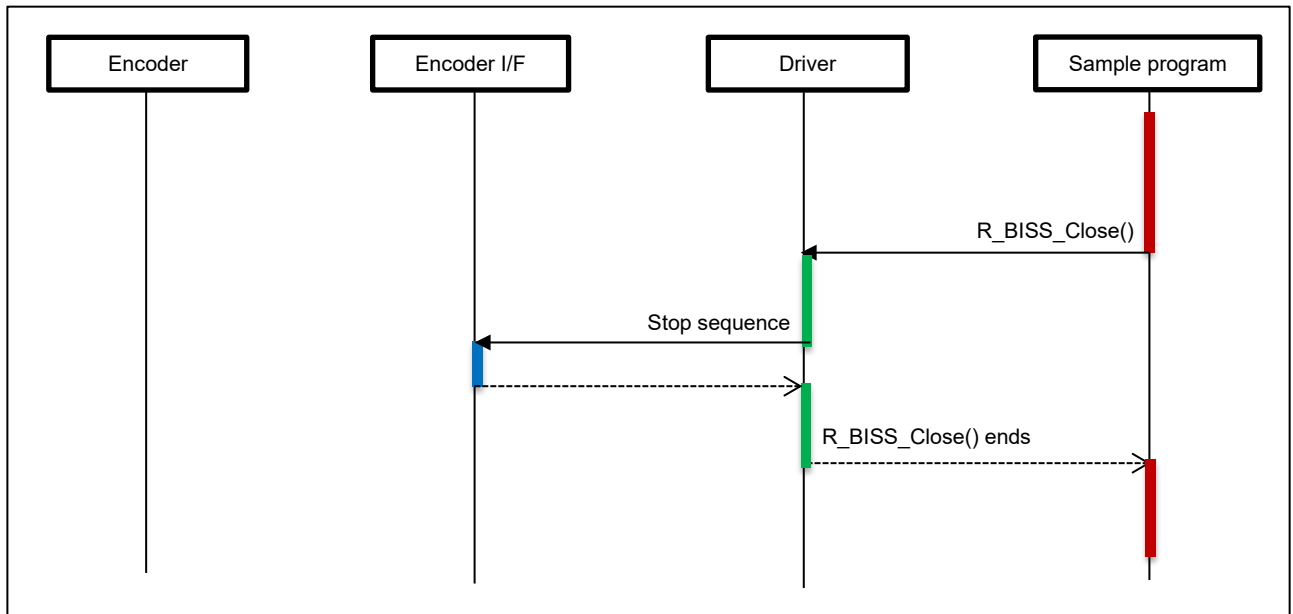 Encoder
Encoder I/F
Driver
Sample program
R_BISS_Close()
Stop sequence
R_BISS_Close() ends